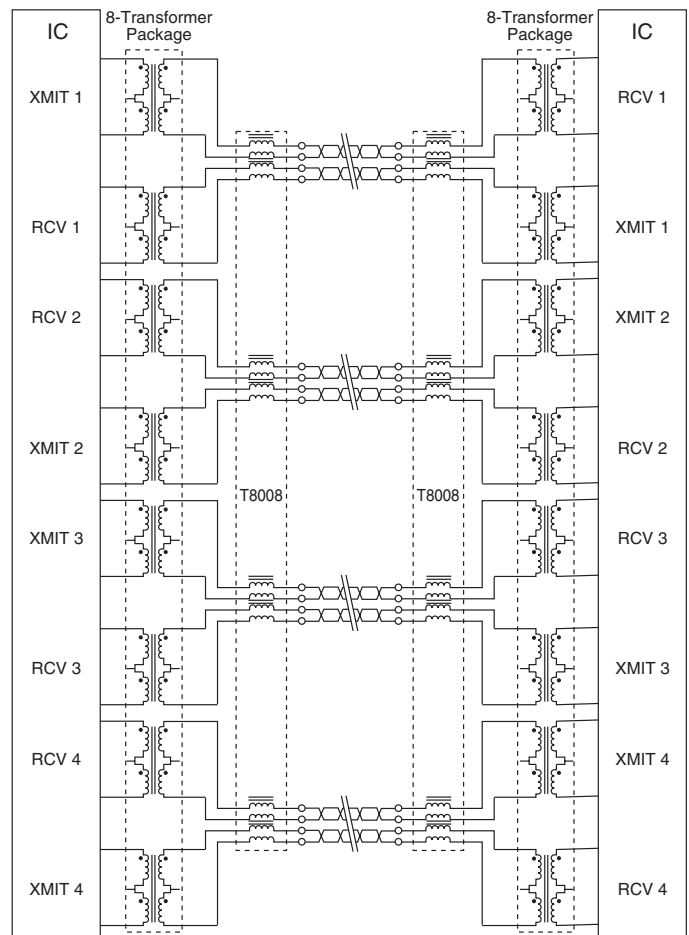 8-Transformer
Package
8-Transformer
Package
IC
IC
XMIT 1
RCV 1
RCV 1
XMIT 1
RCV 2
XMIT 2
XMIT 2
RCV 2
T8008
T8008
XMIT 3
RCV 3
RCV 3
XMIT 3
RCV 4
XMIT 4
XMIT 4
RCV 4